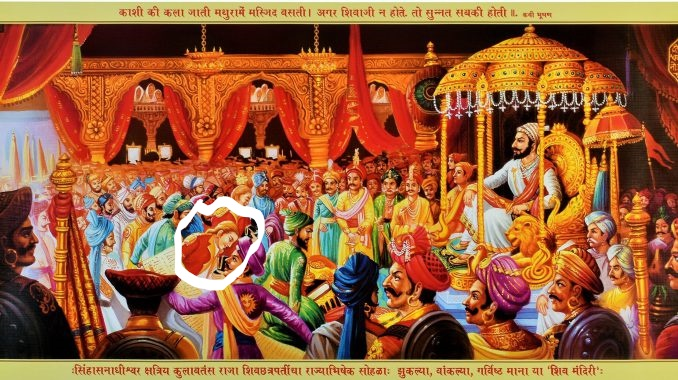 काशी की कला जाती मथुरामें मस्जिद बसती। अगर शिवाजी न होते. तो सुन्नत सबकी होती॥. कवी भूषण
:सिंहासनाधीश्वर क्षत्रिय कुलावतंस राजा शिवछत्रपतींचा राज्याभिषेक सोहळाः झुकल्या, वांकल्या, गर्विष्ठ माना या 'शिव मंदिरी':